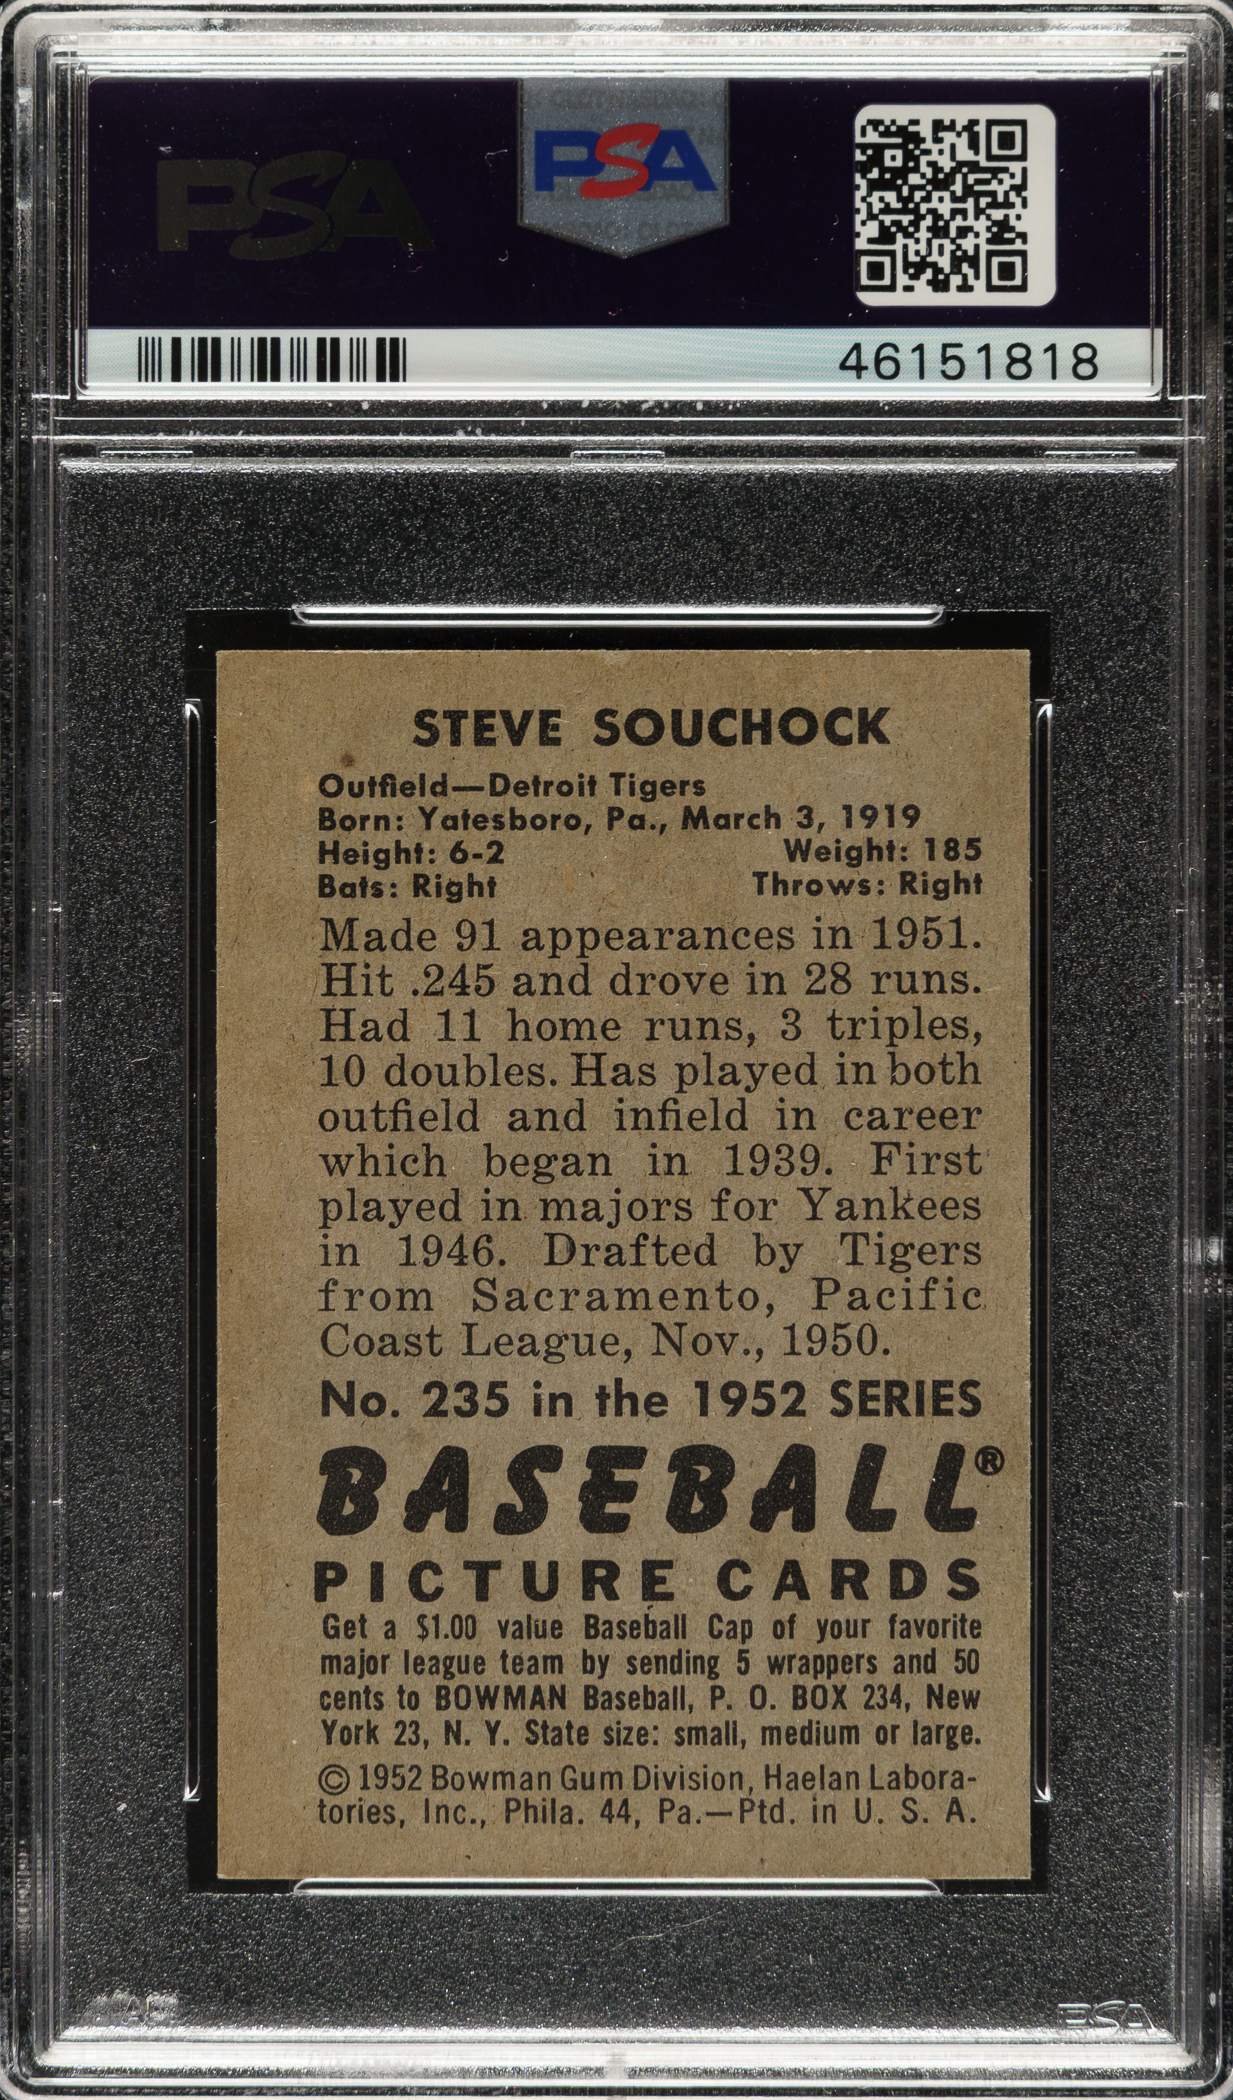 PSA
PSA
46151818
STEVE SOUCHOCK
Outfield—Detroit Tigers
Born: Yatesboro, Pa., March 3, 1919
Height: 6-2 Weight: 185
Bats: Right Throws: Right
Made 91 appearances in 1951.
Hit .245 and drove in 28 runs.
Had 11 home runs, 3 triples,
10 doubles. Has played in both
outfield and infield in career
which began in 1939. First
played in majors for Yankees
in 1946. Drafted by Tigers
from Sacramento, Pacific
Coast League, Nov., 1950.
No. 235 in the 1952 SERIES
BASEBALL®
PICTURE CARDS
Get a $1.00 value Baseball Cap of your favorite
major league team by sending 5 wrappers and 50
cents to BOWMAN Baseball, P. O. BOX 234, New
York 23, N. Y. State size: small, medium or large.
© 1952 Bowman Gum Division, Haelan Labora-
tories, Inc., Phila. 44, Pa.—Ptd. in U. S. A.
PSA